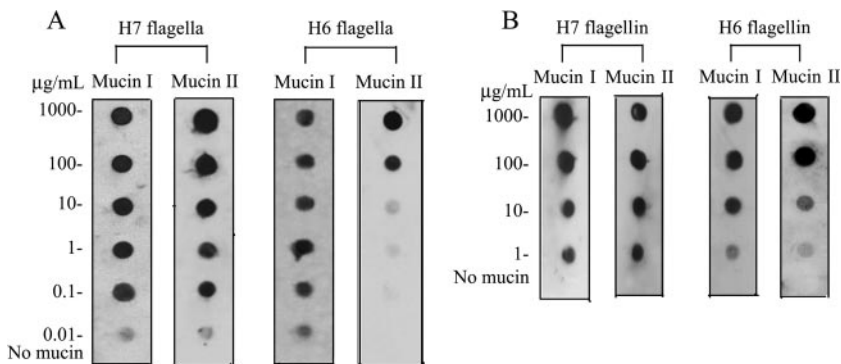 A
H7 flagella H6 flagella
Mucin I Mucin II Mucin I Mucin II
µg/mL
1000-
100-
10-
1-
0.1-
0.01-
No mucin
B
H7 flagellin H6 flagellin
Mucin I Mucin II Mucin I Mucin II
µg/mL
1000-
100-
10-
1-
No mucin